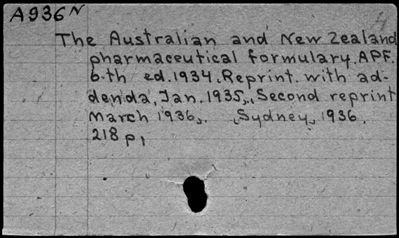 A936N
The Australian and New Zealand
pharmaceutical formulary. APF.
6-th ed. 1934. Reprint with ad-
denda, Jan. 1935,, Second reprint
March 1936,. Sydney, 1936.
218 p,